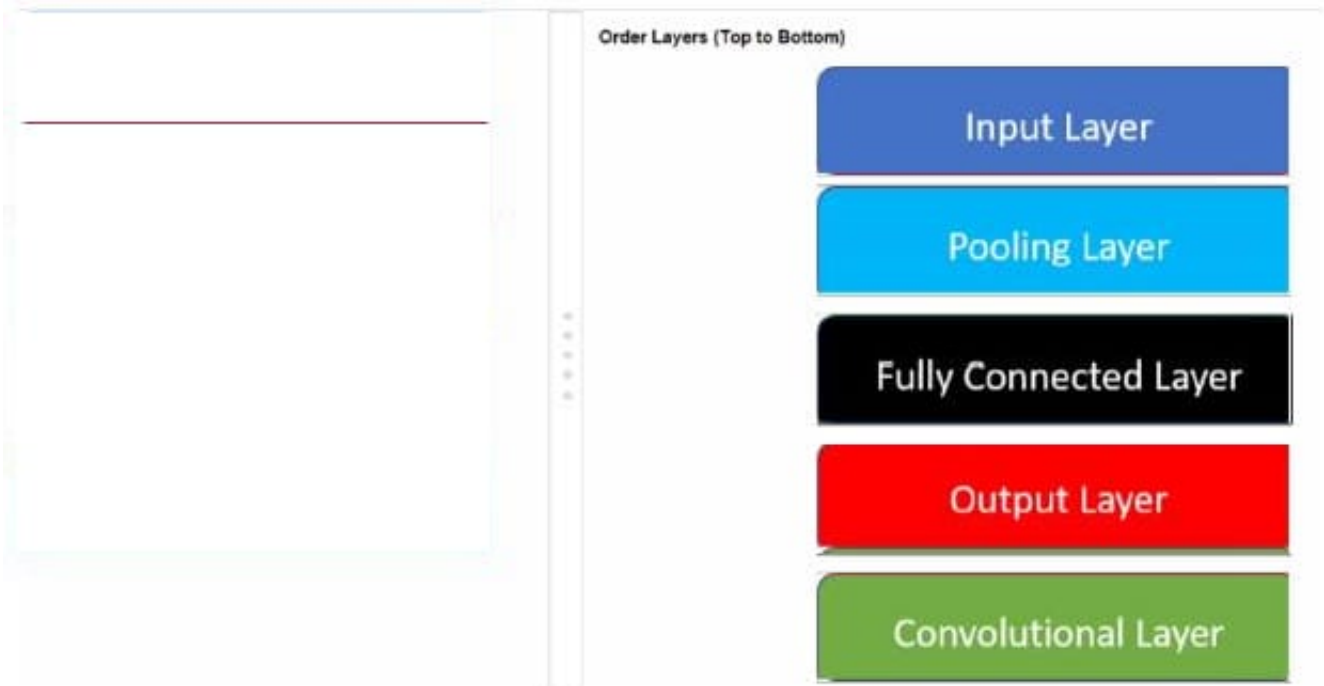 Order Layers (Top to Bottom)
Input Layer
Pooling Layer
Fully Connected Layer
Output Layer
Convolutional Layer